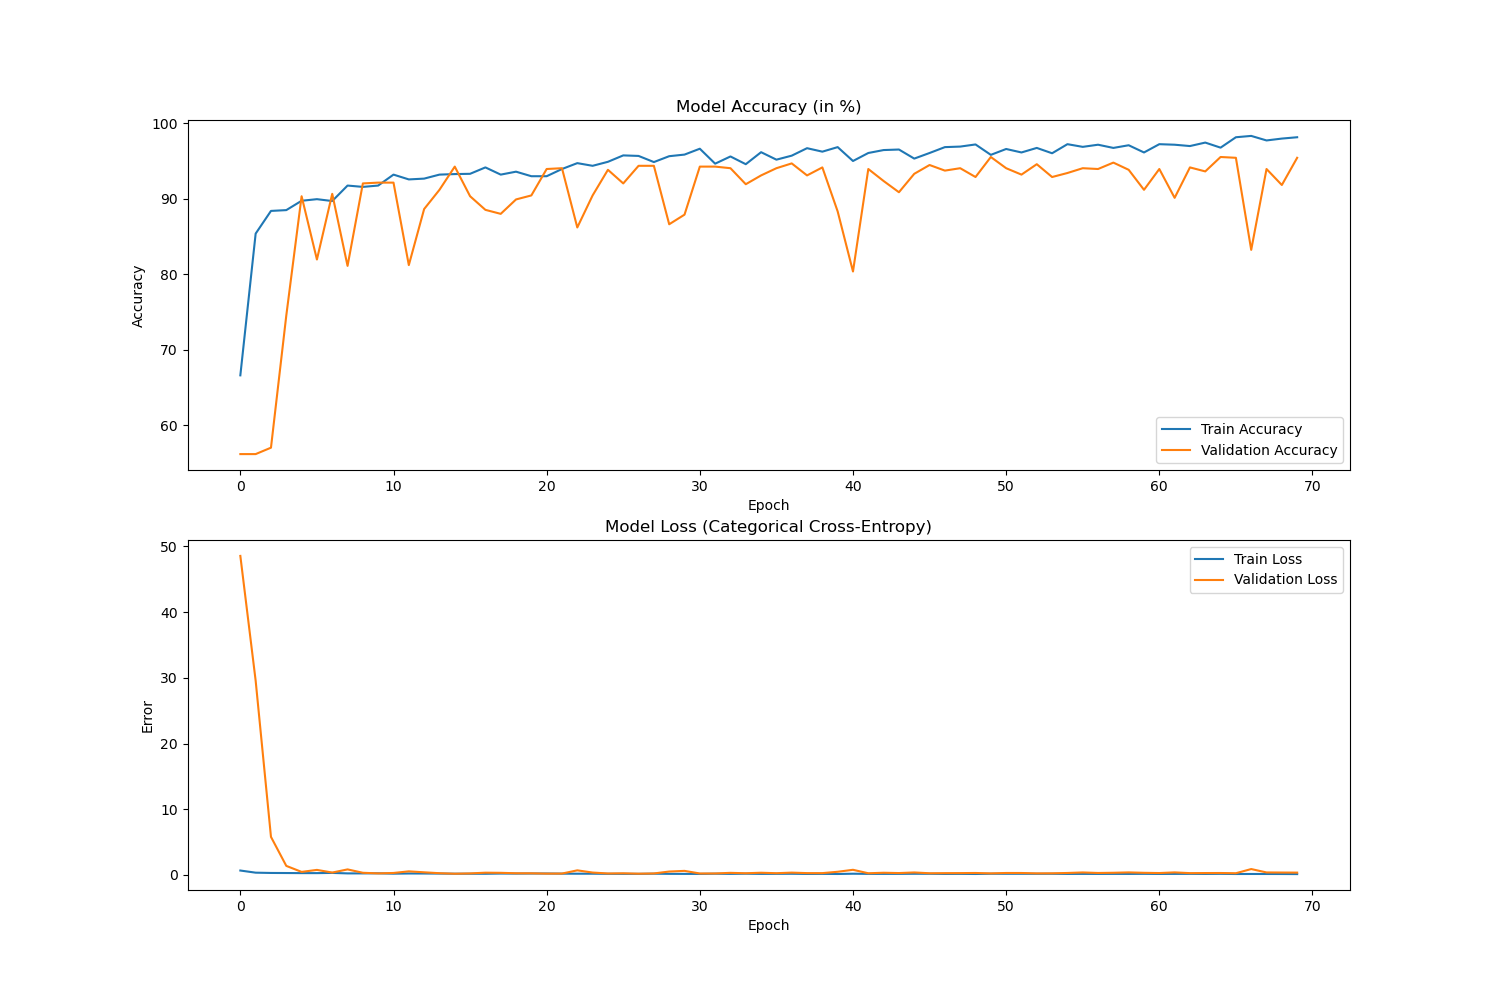 Model Accuracy (in %)
100
90
80
70
60
Accuracy
Train Accuracy
Validation Accuracy
0 10 20 30 40 50 60 70
Epoch
Model Loss (Categorical Cross-Entropy)
50
40
30
20
10
0
Error
Train Loss
Validation Loss
0 10 20 30 40 50 60 70
Epoch